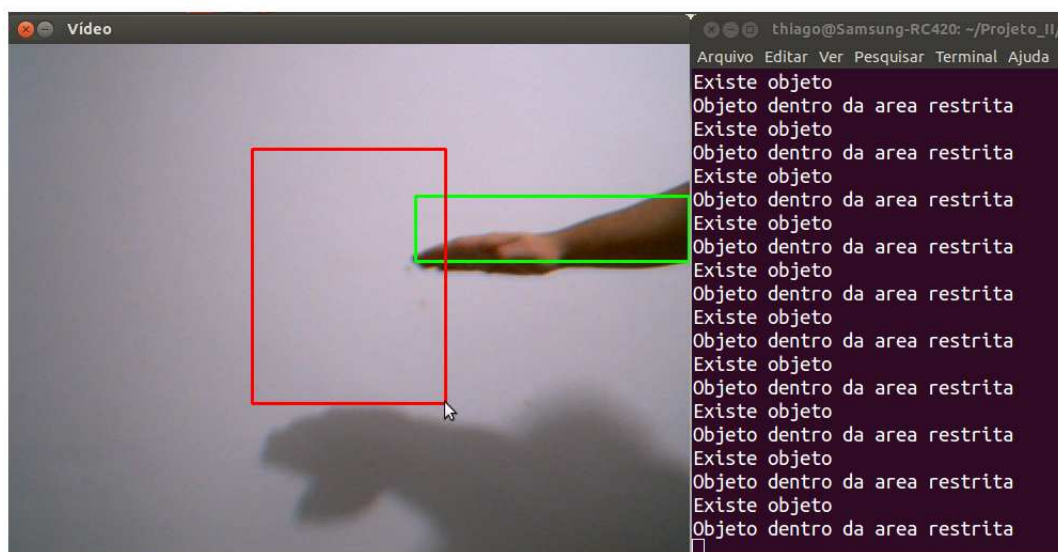 Vídeo
thiago@Samsung-RC420: ~/Projeto_II/
Arquivo Editar Ver Pesquisar Terminal Ajuda
Existe objeto
Objeto dentro da area restrita
Existe objeto
Objeto dentro da area restrita
Existe objeto
Objeto dentro da area restrita
Existe objeto
Objeto dentro da area restrita
Existe objeto
Objeto dentro da area restrita
Existe objeto
Objeto dentro da area restrita
Existe objeto
Objeto dentro da area restrita
Existe objeto
Objeto dentro da area restrita
Existe objeto
Objeto dentro da area restrita
Existe objeto
Objeto dentro da area restrita